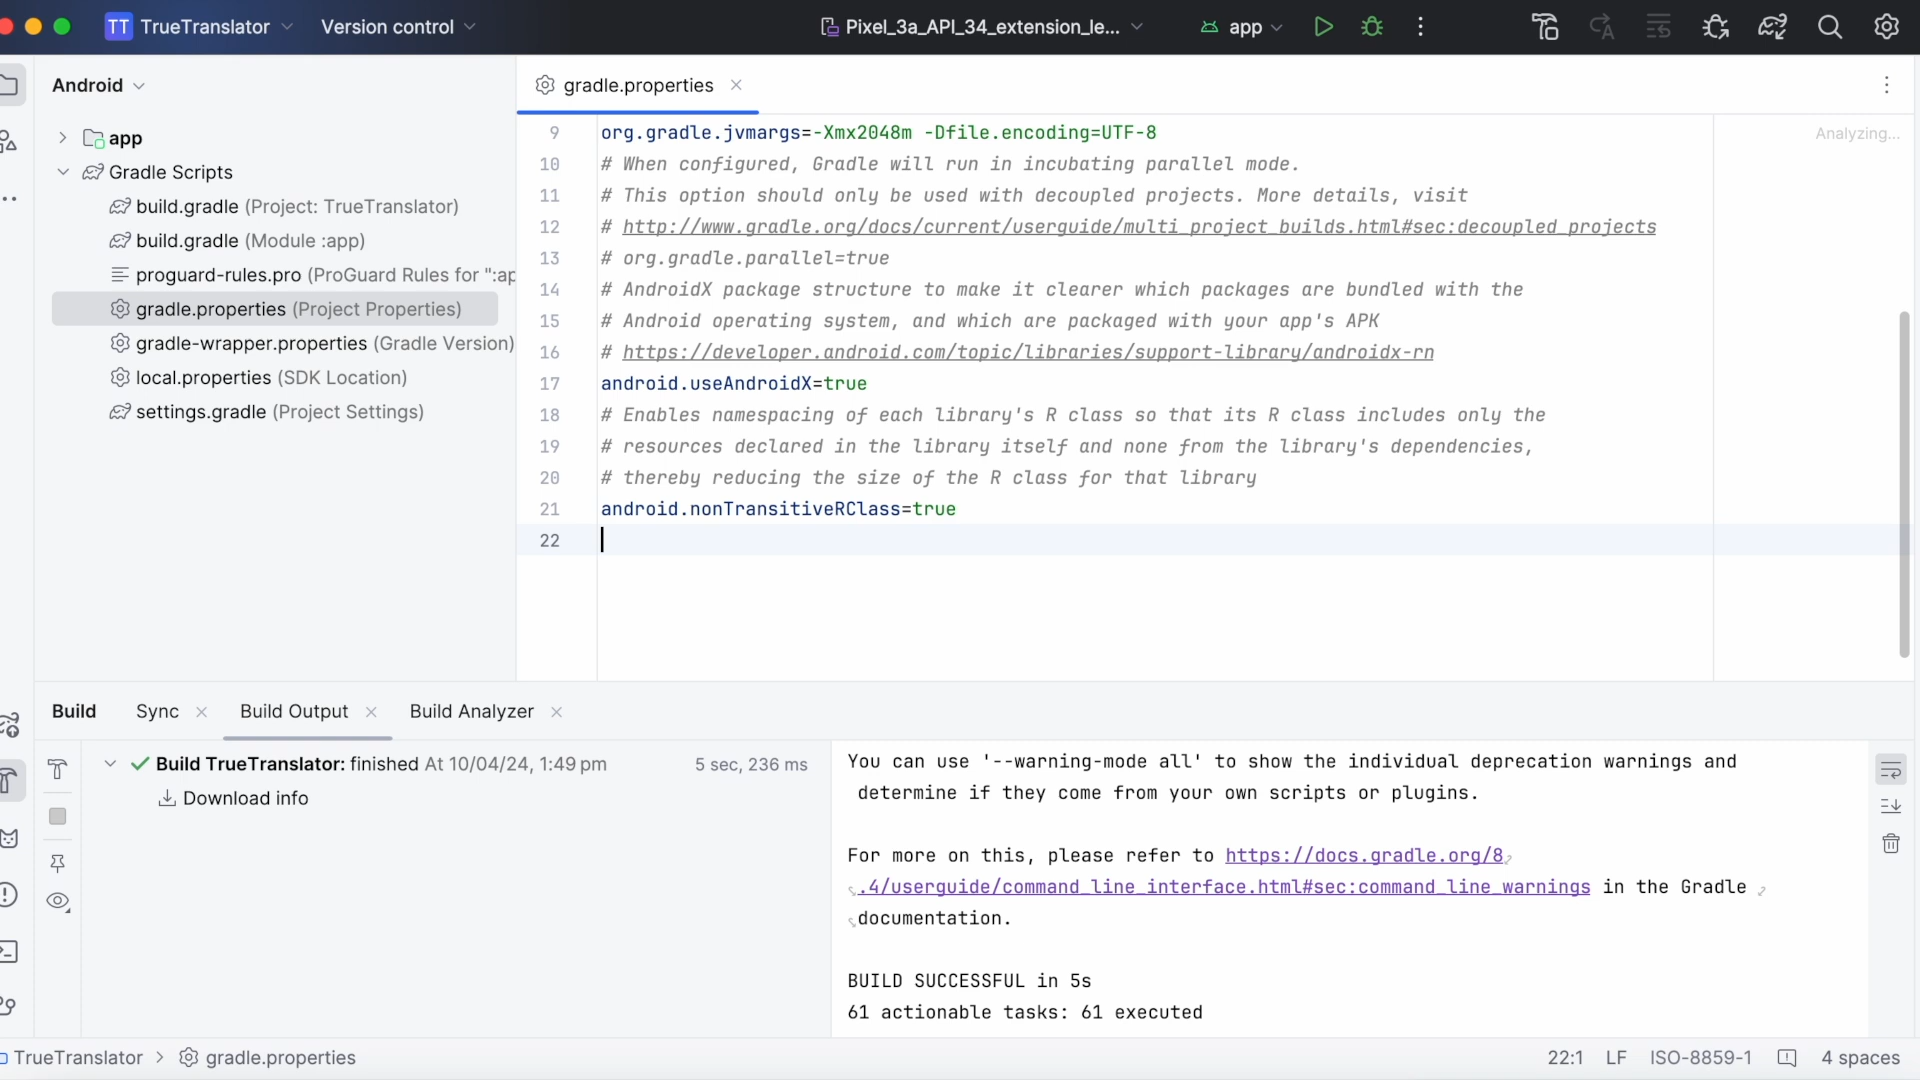 TT TrueTranslator
Version control
Pixel_3a_API_34_extension_le...
app
Android
app
Gradle Scripts
build.gradle (Project: TrueTranslator)
build.gradle (Module :app)
proguard-rules.pro (ProGuard Rules for ":ap
gradle.properties (Project Properties)
gradle-wrapper.properties (Gradle Version)
local.properties (SDK Location)
settings.gradle (Project Settings)
gradle.properties
Analyzing...
9 org.gradle.jvmargs=-Xmx2048m -Dfile.encoding=UTF-8
10 # When configured, Gradle will run in incubating parallel mode.
11 # This option should only be used with decoupled projects. More details, visit
12 # http://www.gradle.org/docs/current/userguide/multi_project_builds.html#sec:decoupled_projects
13 # org.gradle.parallel=true
14 # AndroidX package structure to make it clearer which packages are bundled with the
15 # Android operating system, and which are packaged with your app's APK
16 # https://developer.android.com/topic/libraries/support-library/androidx-rn
17 android.useAndroidX=true
18 # Enables namespacing of each library's R class so that its R class includes only the
19 # resources declared in the library itself and none from the library's dependencies,
20 # thereby reducing the size of the R class for that library
21 android.nonTransitiveRClass=true
22
Build
Sync
Build Output
Build Analyzer
Build TrueTranslator: finished At 10/04/24, 1:49 pm 5 sec, 236 ms
Download info
You can use '--warning-mode all' to show the individual deprecation warnings and
determine if they come from your own scripts or plugins.
For more on this, please refer to https://docs.gradle.org/8
.4/userguide/command_line_interface.html#sec:command_line_warnings in the Gradle
documentation.
BUILD SUCCESSFUL in 5s
61 actionable tasks: 61 executed
TrueTranslator > gradle.properties
22:1 LF ISO-8859-1 4 spaces